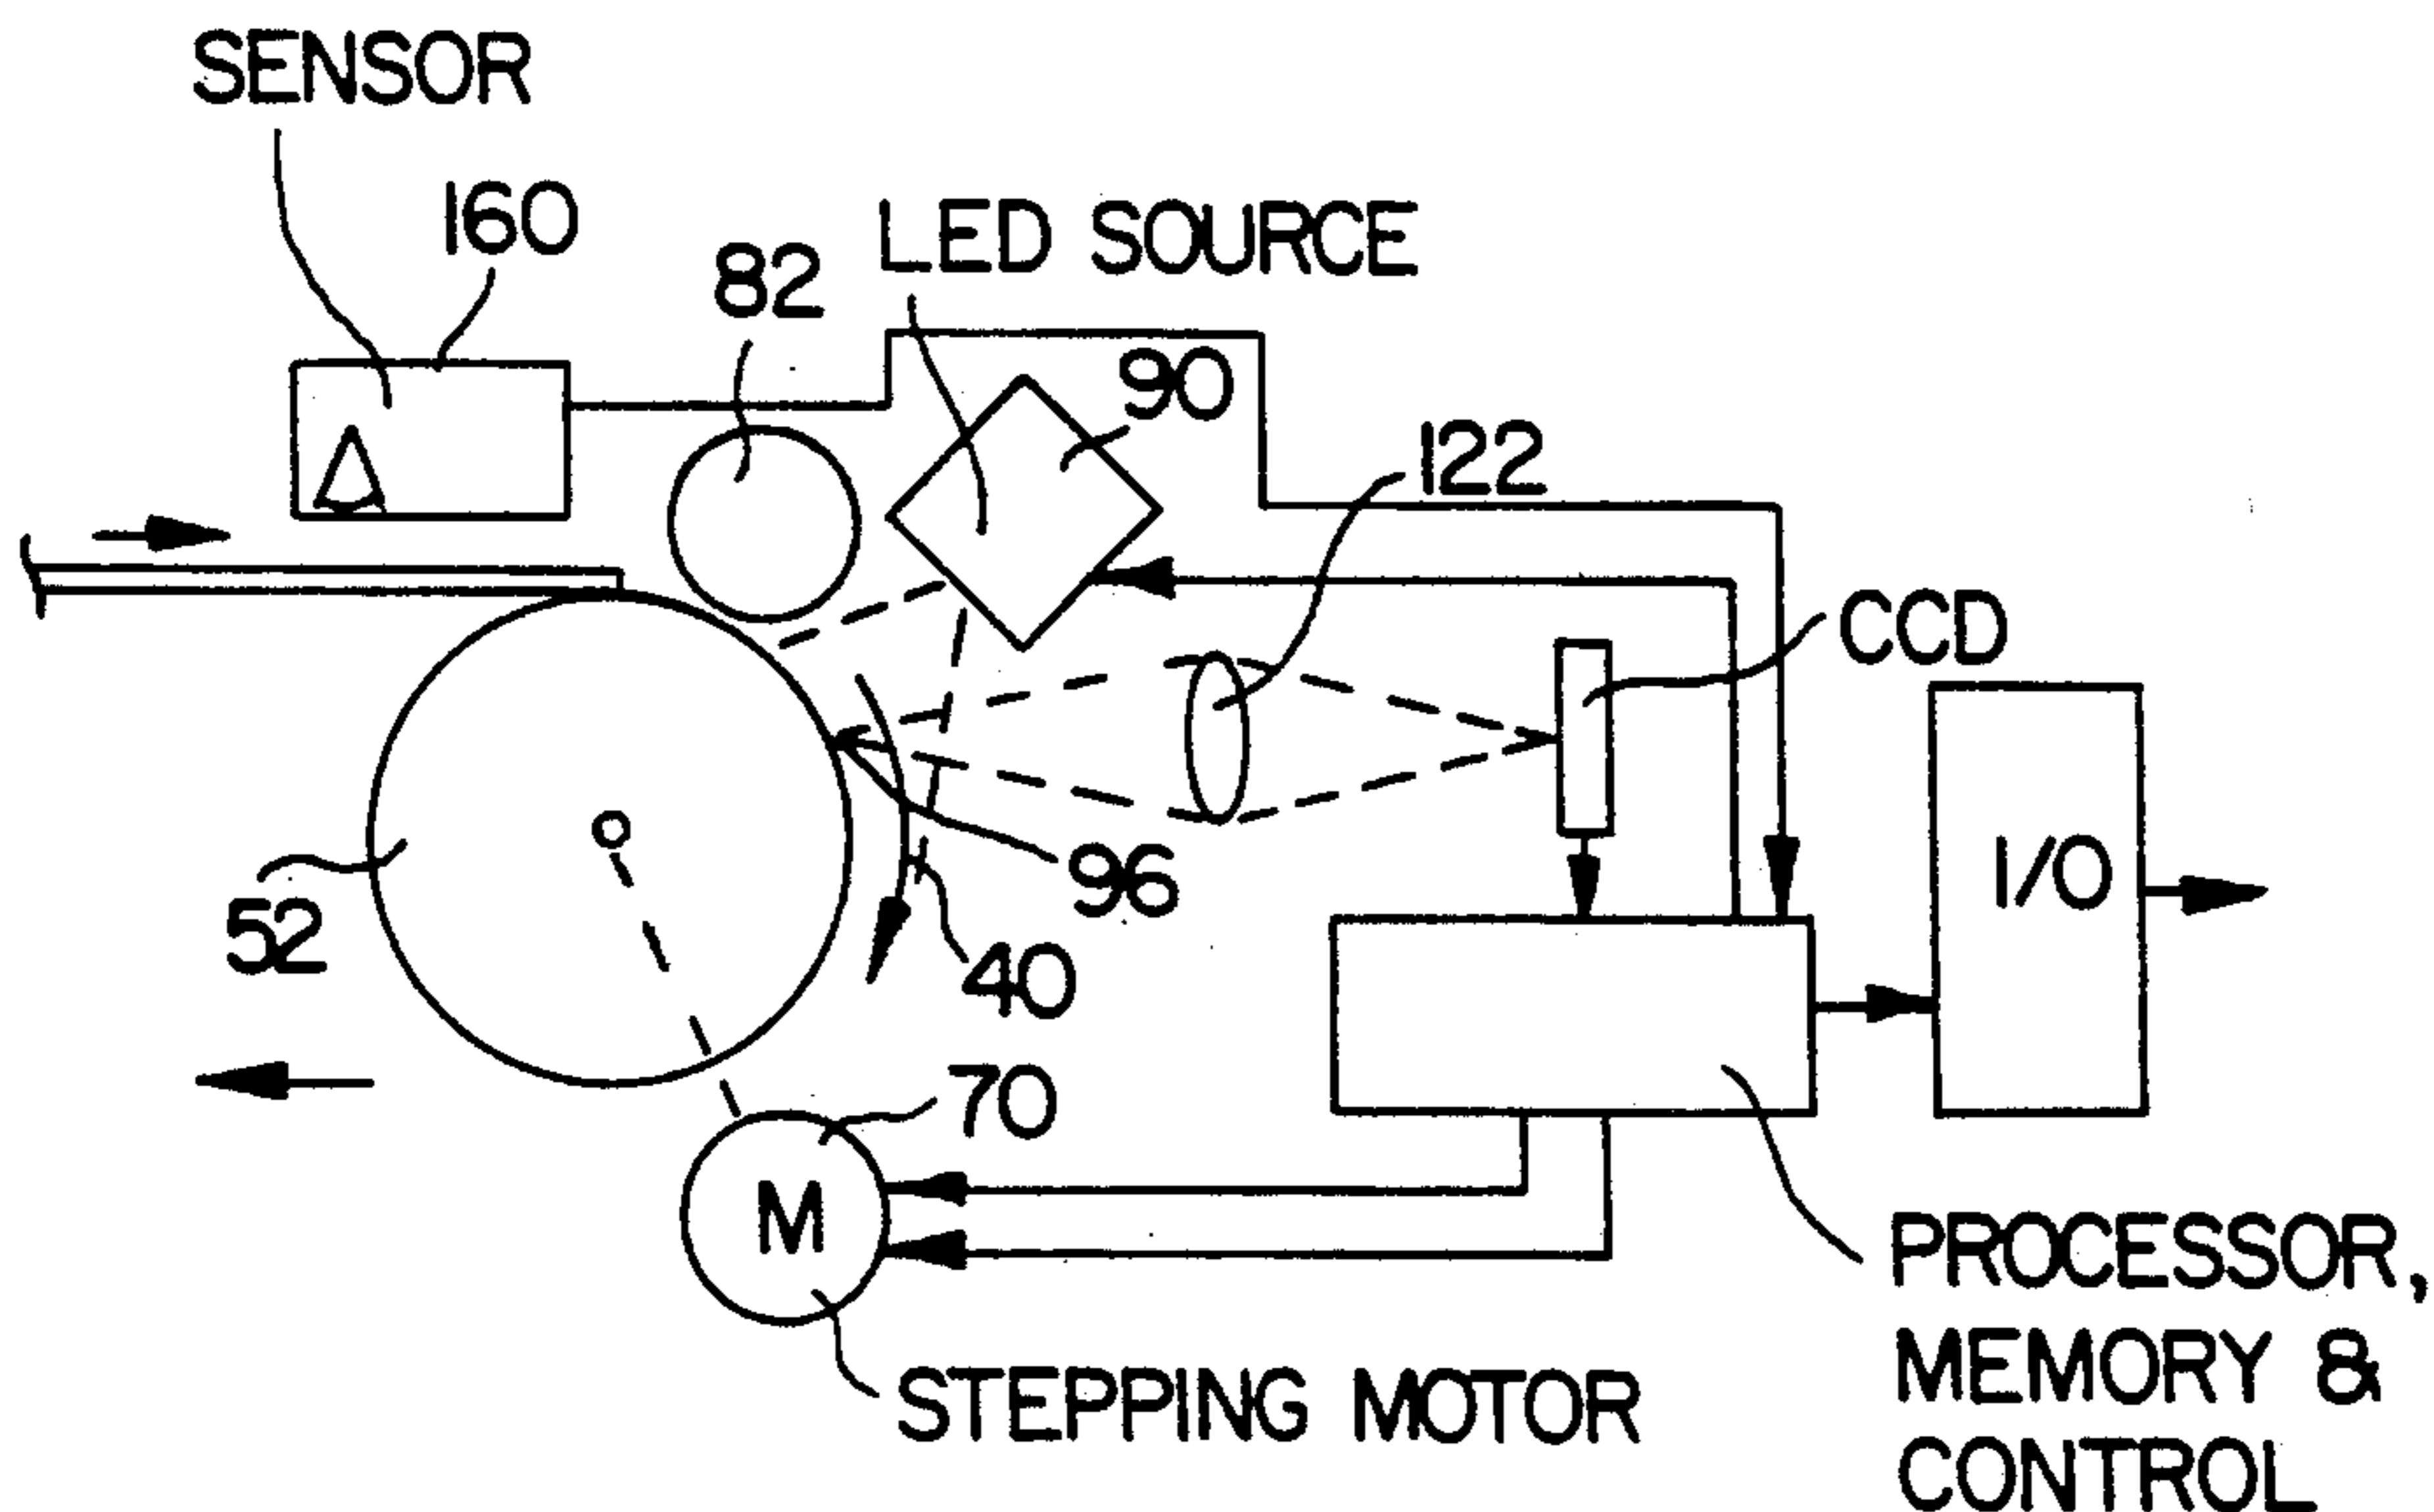 SENSOR
160
82
LED SOURCE
90
122
CCD
96
52
40
I/O
70
M
PROCESSOR,
MEMORY &
CONTROL
STEPPING MOTOR